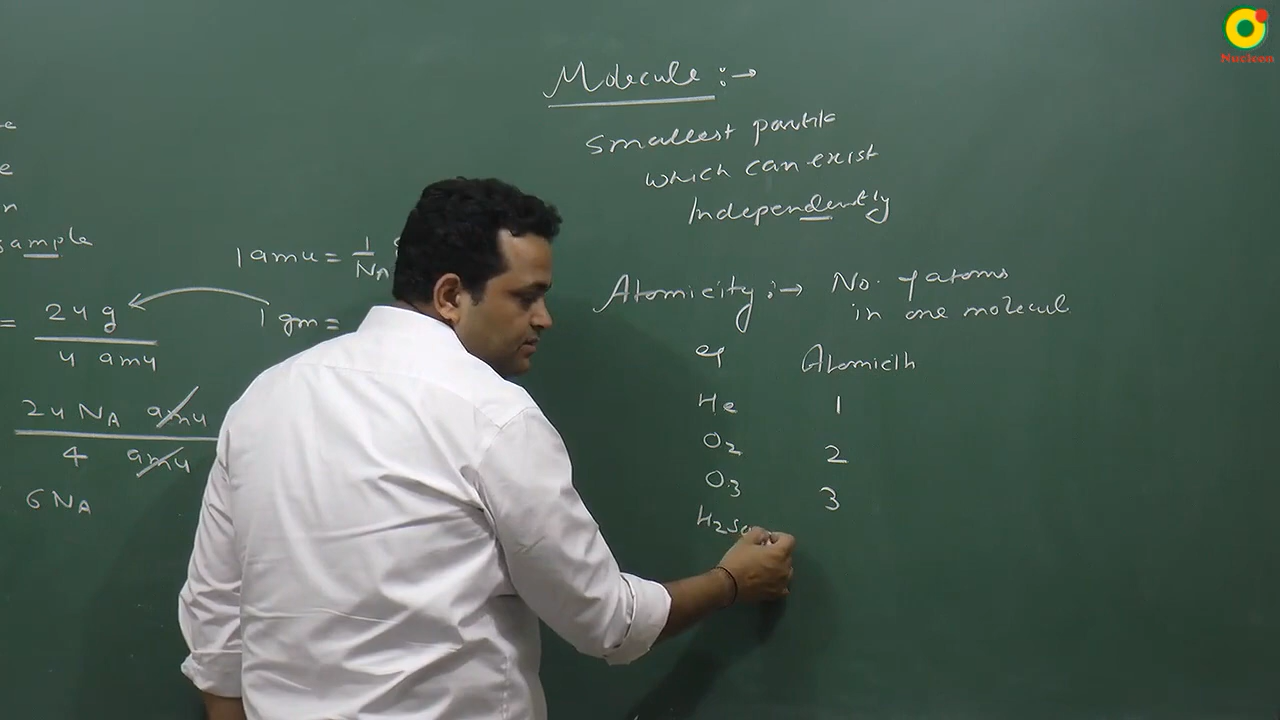 Nucleon
Molecule :→
Smallest particle
which can exist
Independently
sample
1 amu = 1/NA
= 24 g / 4 amu
1 gm =
24 NA amu / 4 amu
6 NA
Atomicity :→ No. of atoms
in one molecul
eg Atomicity
He 1
O2 2
O3 3
H2SO